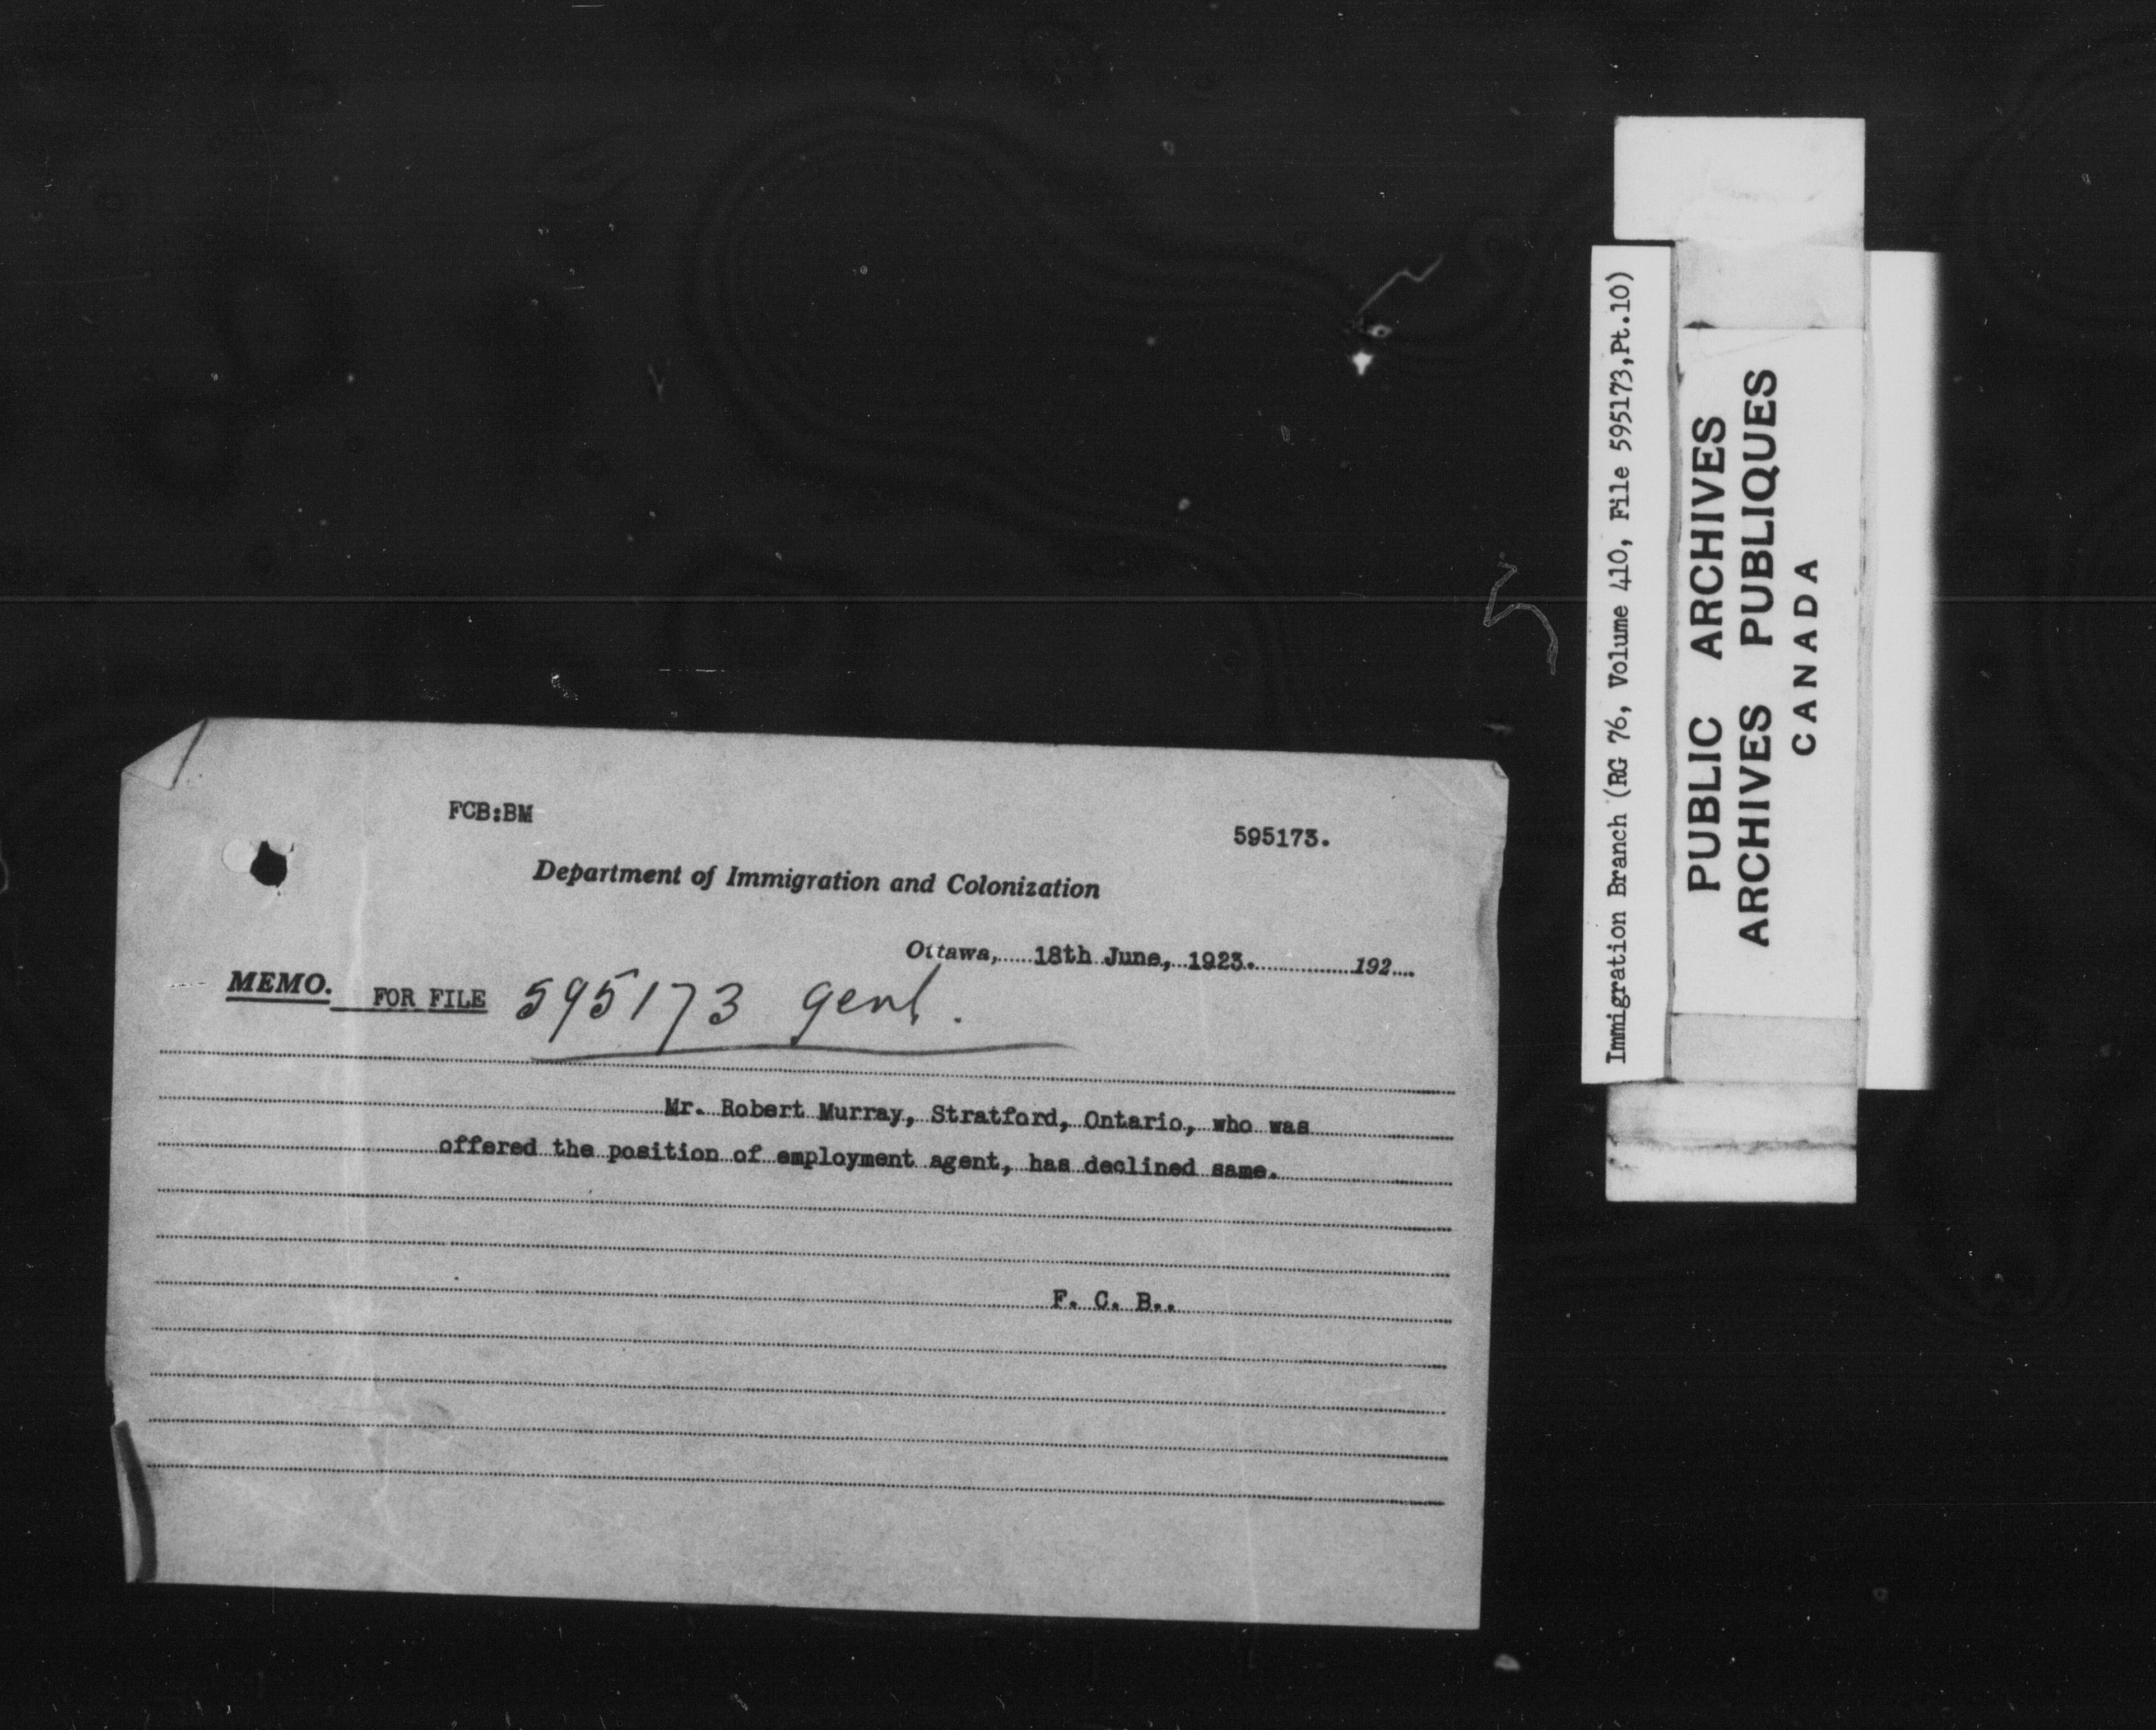 FCB:BM
595173.
Department of Immigration and Colonization
Ottawa, 18th June, 1923. 192
MEMO. FOR FILE 595173 genl.
Mr. Robert Murray, Stratford, Ontario, who was
offered the position of employment agent, has declined same.
F. C. B..
Immigration Branch (RG 76, Volume 410, File 595173,Pt.10)
PUBLIC ARCHIVES
ARCHIVES PUBLIQUES
CANADA